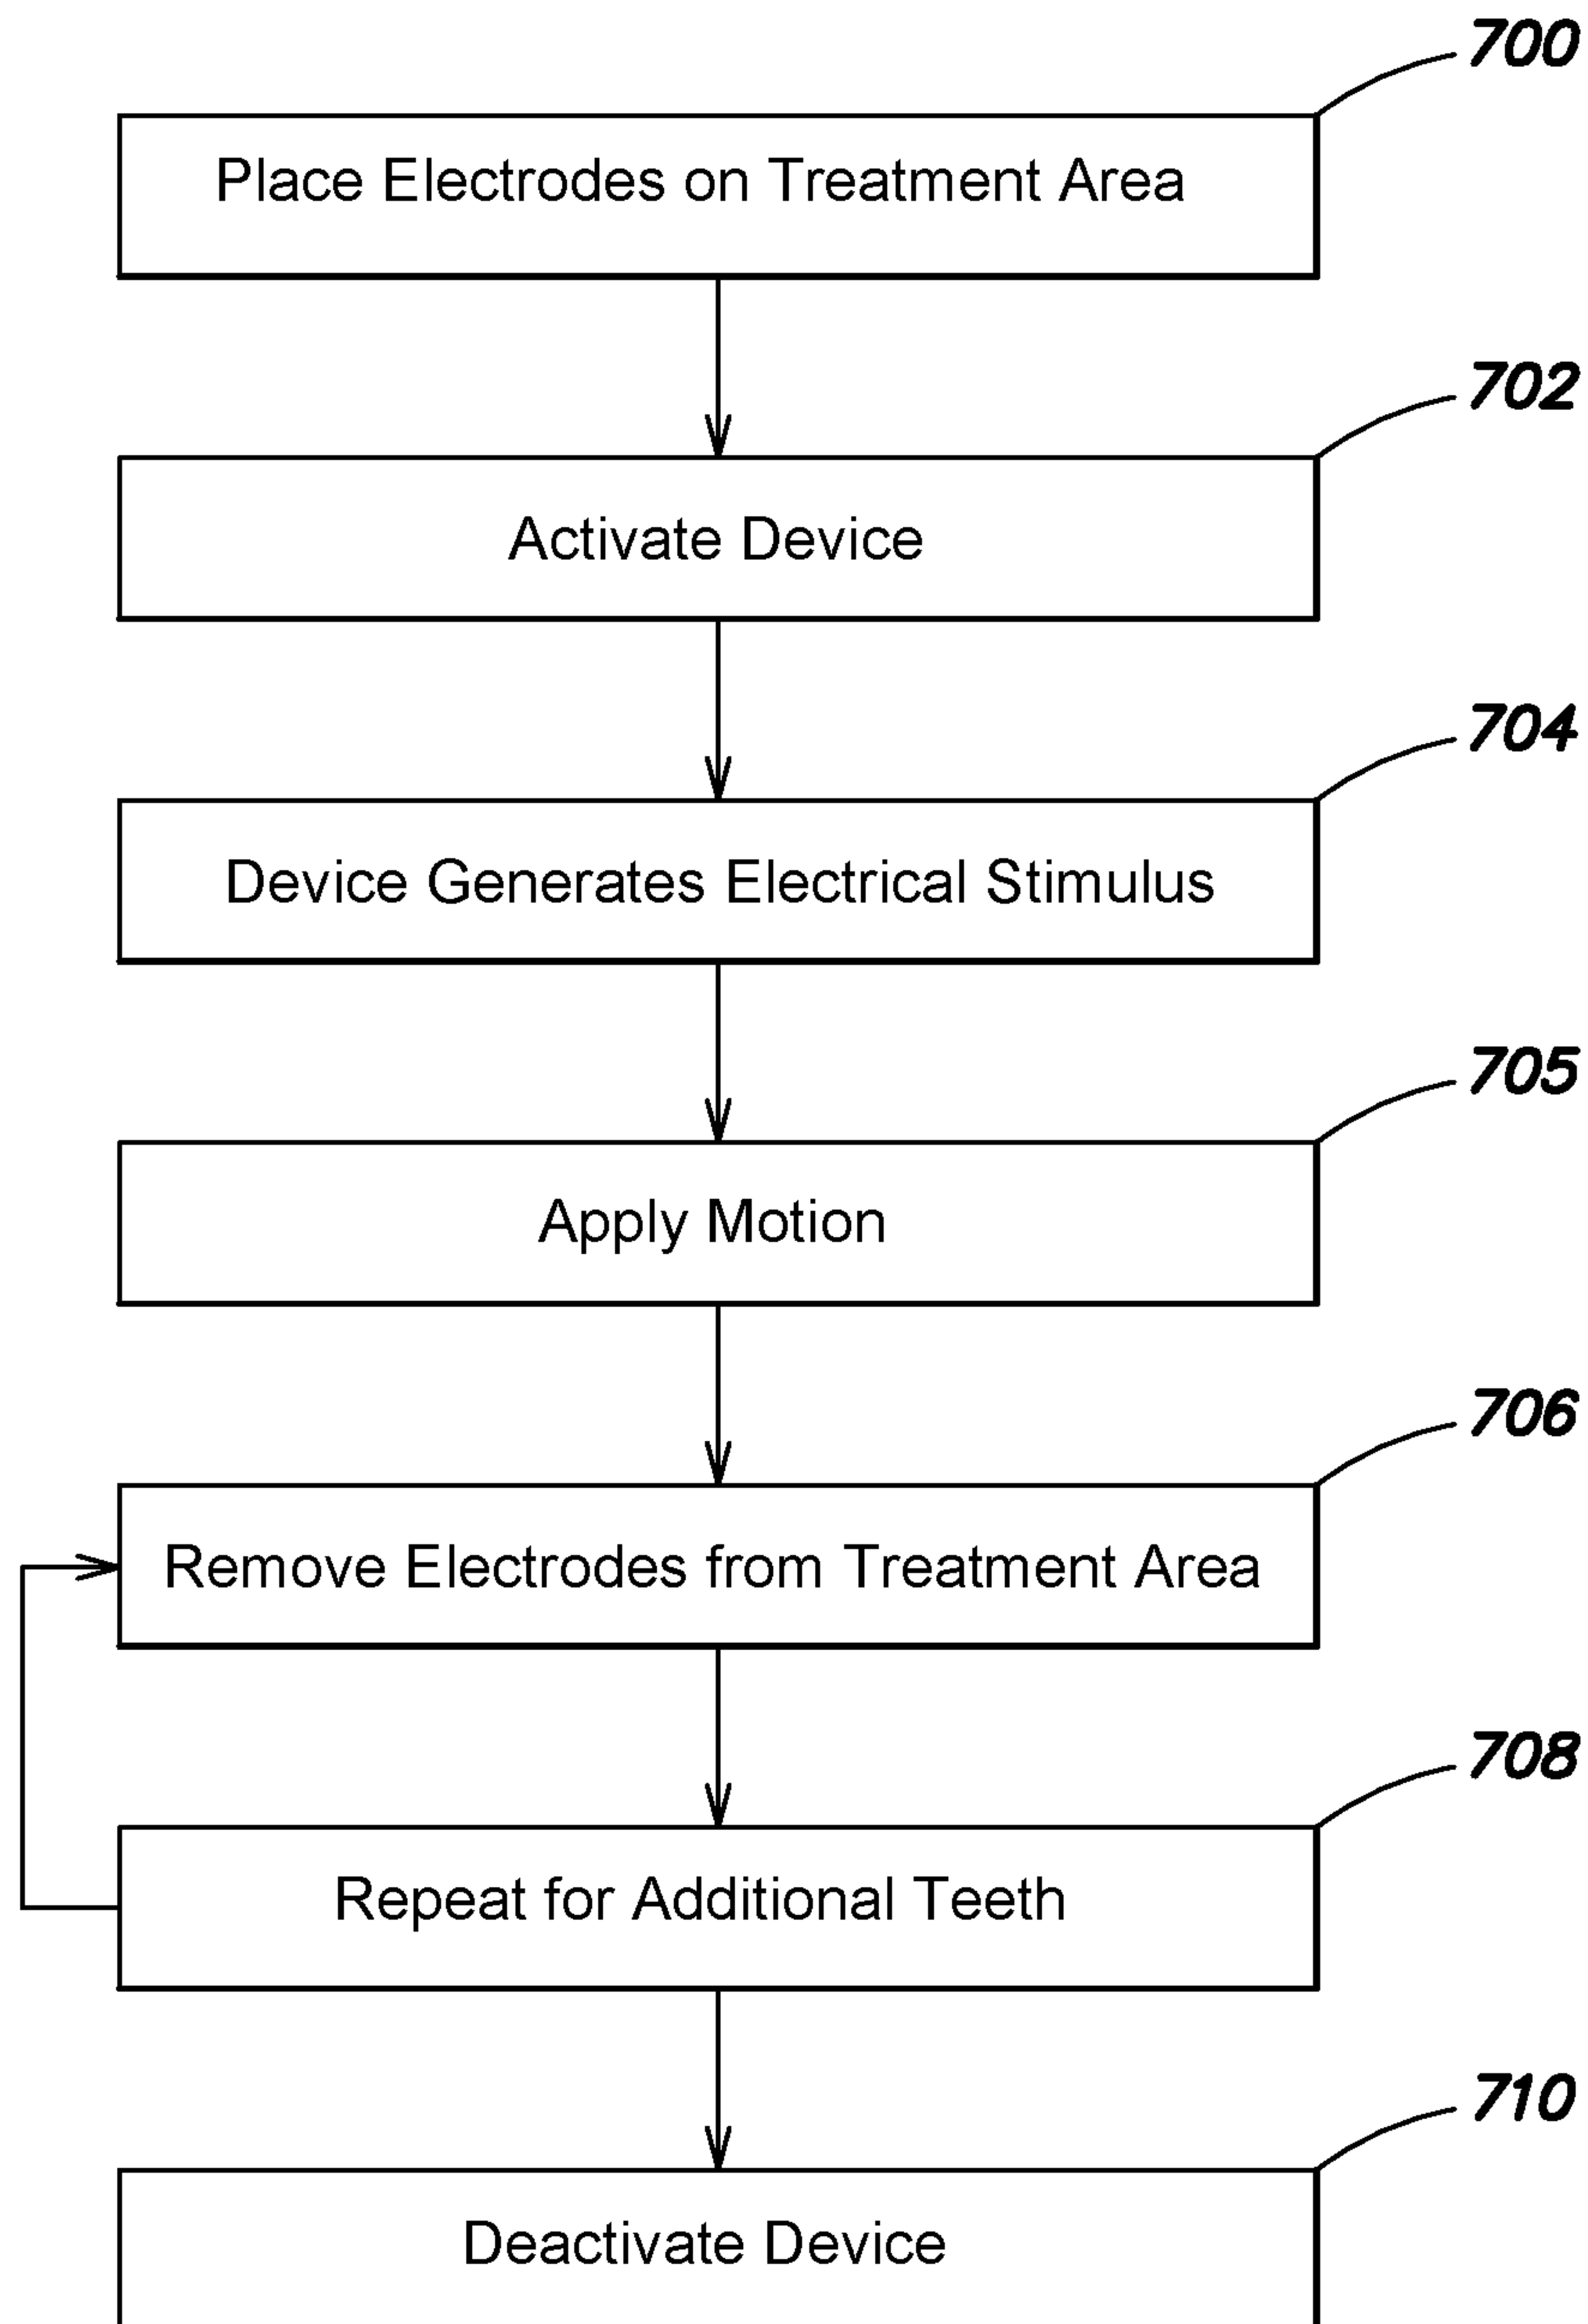 700
Place Electrodes on Treatment Area
702
Activate Device
704
Device Generates Electrical Stimulus
705
Apply Motion
706
Remove Electrodes from Treatment Area
708
Repeat for Additional Teeth
710
Deactivate Device